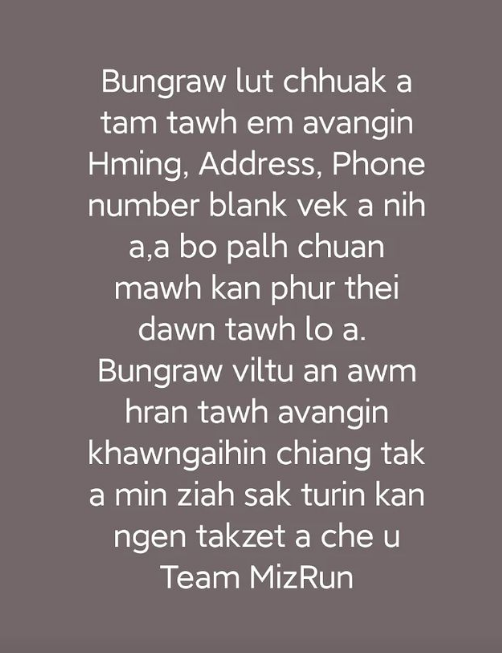 Bungraw lut chhuak a
tam tawh em avangin
Hming, Address, Phone
number blank vek a nih
a,a bo palh chuan
mawh kan phur thei
dawn tawh lo a.
Bungraw viltu an awm
hran tawh avangin
khawngaihin chiang tak
a min ziah sak turin kan
ngen takzet a che u
Team MizRun